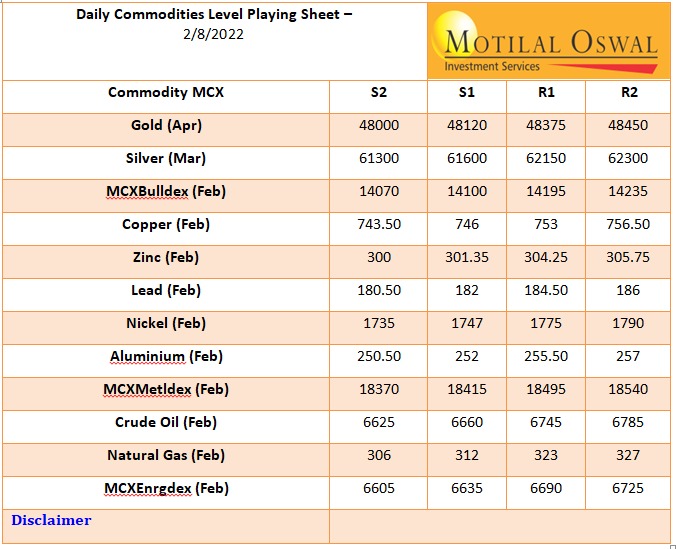 Daily Commodities Level Playing Sheet –
2/8/2022
MOTILAL OSWAL
Investment Services
Commodity MCX S2 S1 R1 R2
Gold (Apr) 48000 48120 48375 48450
Silver (Mar) 61300 61600 62150 62300
MCXBulldex (Feb) 14070 14100 14195 14235
Copper (Feb) 743.50 746 753 756.50
Zinc (Feb) 300 301.35 304.25 305.75
Lead (Feb) 180.50 182 184.50 186
Nickel (Feb) 1735 1747 1775 1790
Aluminium (Feb) 250.50 252 255.50 257
MCXMetldex (Feb) 18370 18415 18495 18540
Crude Oil (Feb) 6625 6660 6745 6785
Natural Gas (Feb) 306 312 323 327
MCXEnrgdex (Feb) 6605 6635 6690 6725
Disclaimer